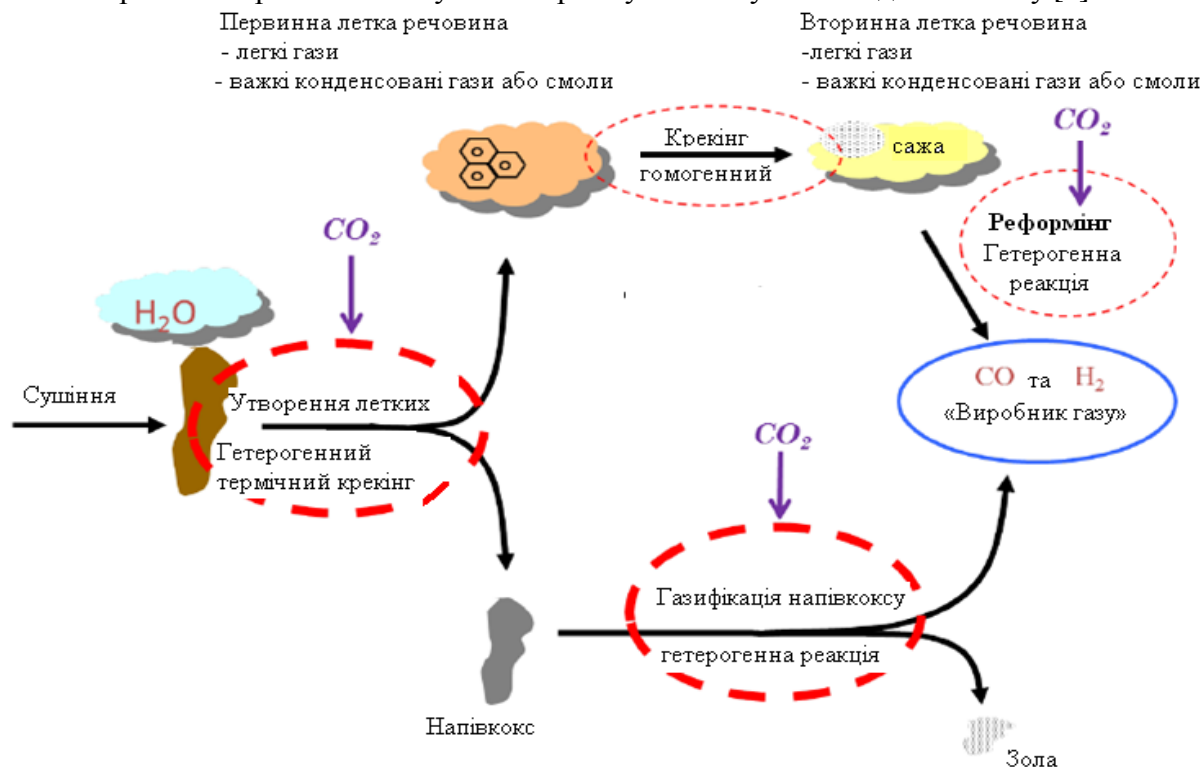 Первинна летка речовина
- легкі гази
- важкі конденсовані гази або смоли
Вторинна летка речовина
-легкі гази
- важкі конденсовані гази або смоли
CO2
Крекінг
гомогенний
сажа
Реформінг
Гетерогенна
реакція
CO2
H2O
CO та H2
«Виробник газу»
Сушіння
Утворення летких
Гетерогенний
термічний крекінг
CO2
Газифікація напівкоксу
гетерогенна реакція
Напівкокс
Зола